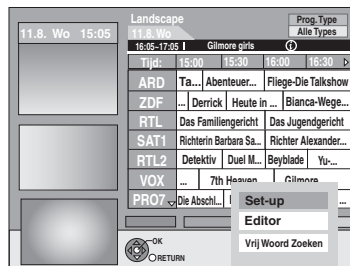 11.8. Wo 15:05
Landscape
Prog.Type
11.8. Wo
Alle Types
16:05~17:05 Gilmore girls
Tijd: 15:00 15:30 16:00 16:30
ARD Ta... Abenteuer... Fliege-Die Talkshow
ZDF ... Derrick Heute in ... Bianca-Wege...
RTL Das Familiengericht Das Jugendgericht
SAT1 Richterin Barbara Sa... Richter Alexander...
RTL2 Detektiv Duel M... Beyblade Yu-...
VOX ... 7th Heaven Gilmore
PRO7 Die Abschl... ...
Set-up
Editor
Vrij Woord Zoeken
OK
RETURN